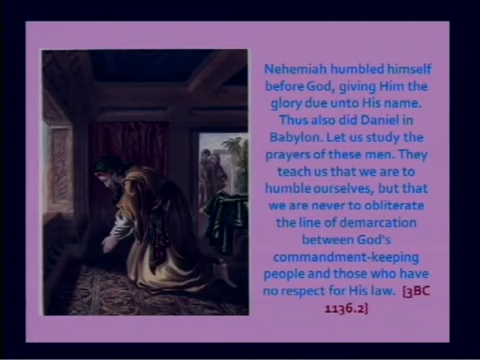 Nehemiah humbled himself
before God, giving Him the
glory due unto His name.
Thus also did Daniel in
Babylon. Let us study the
prayers of these men. They
teach us that we are to
humble ourselves, but that
we are never to obliterate
the line of demarcation
between God's
commandment-keeping
people and those who have
no respect for His law. {3BC
1136.2}